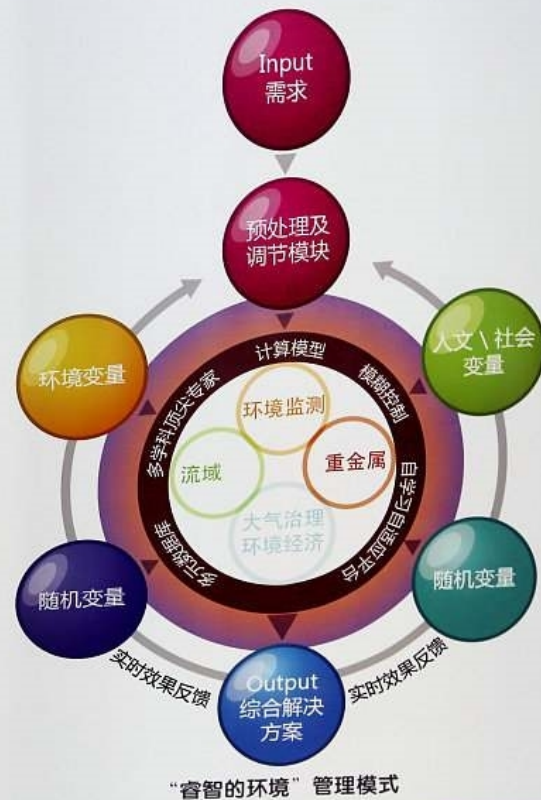 Input
需求
预处理及
调节模块
环境变量
人文\社会
变量
计算模型
模糊控制
多学科顶尖专家
自学习自适应平台
多元数据库
环境监测
流域
重金属
大气治理
环境经济
随机变量
随机变量
实时效果反馈
实时效果反馈
Output
综合解决
方案
“睿智的环境”管理模式